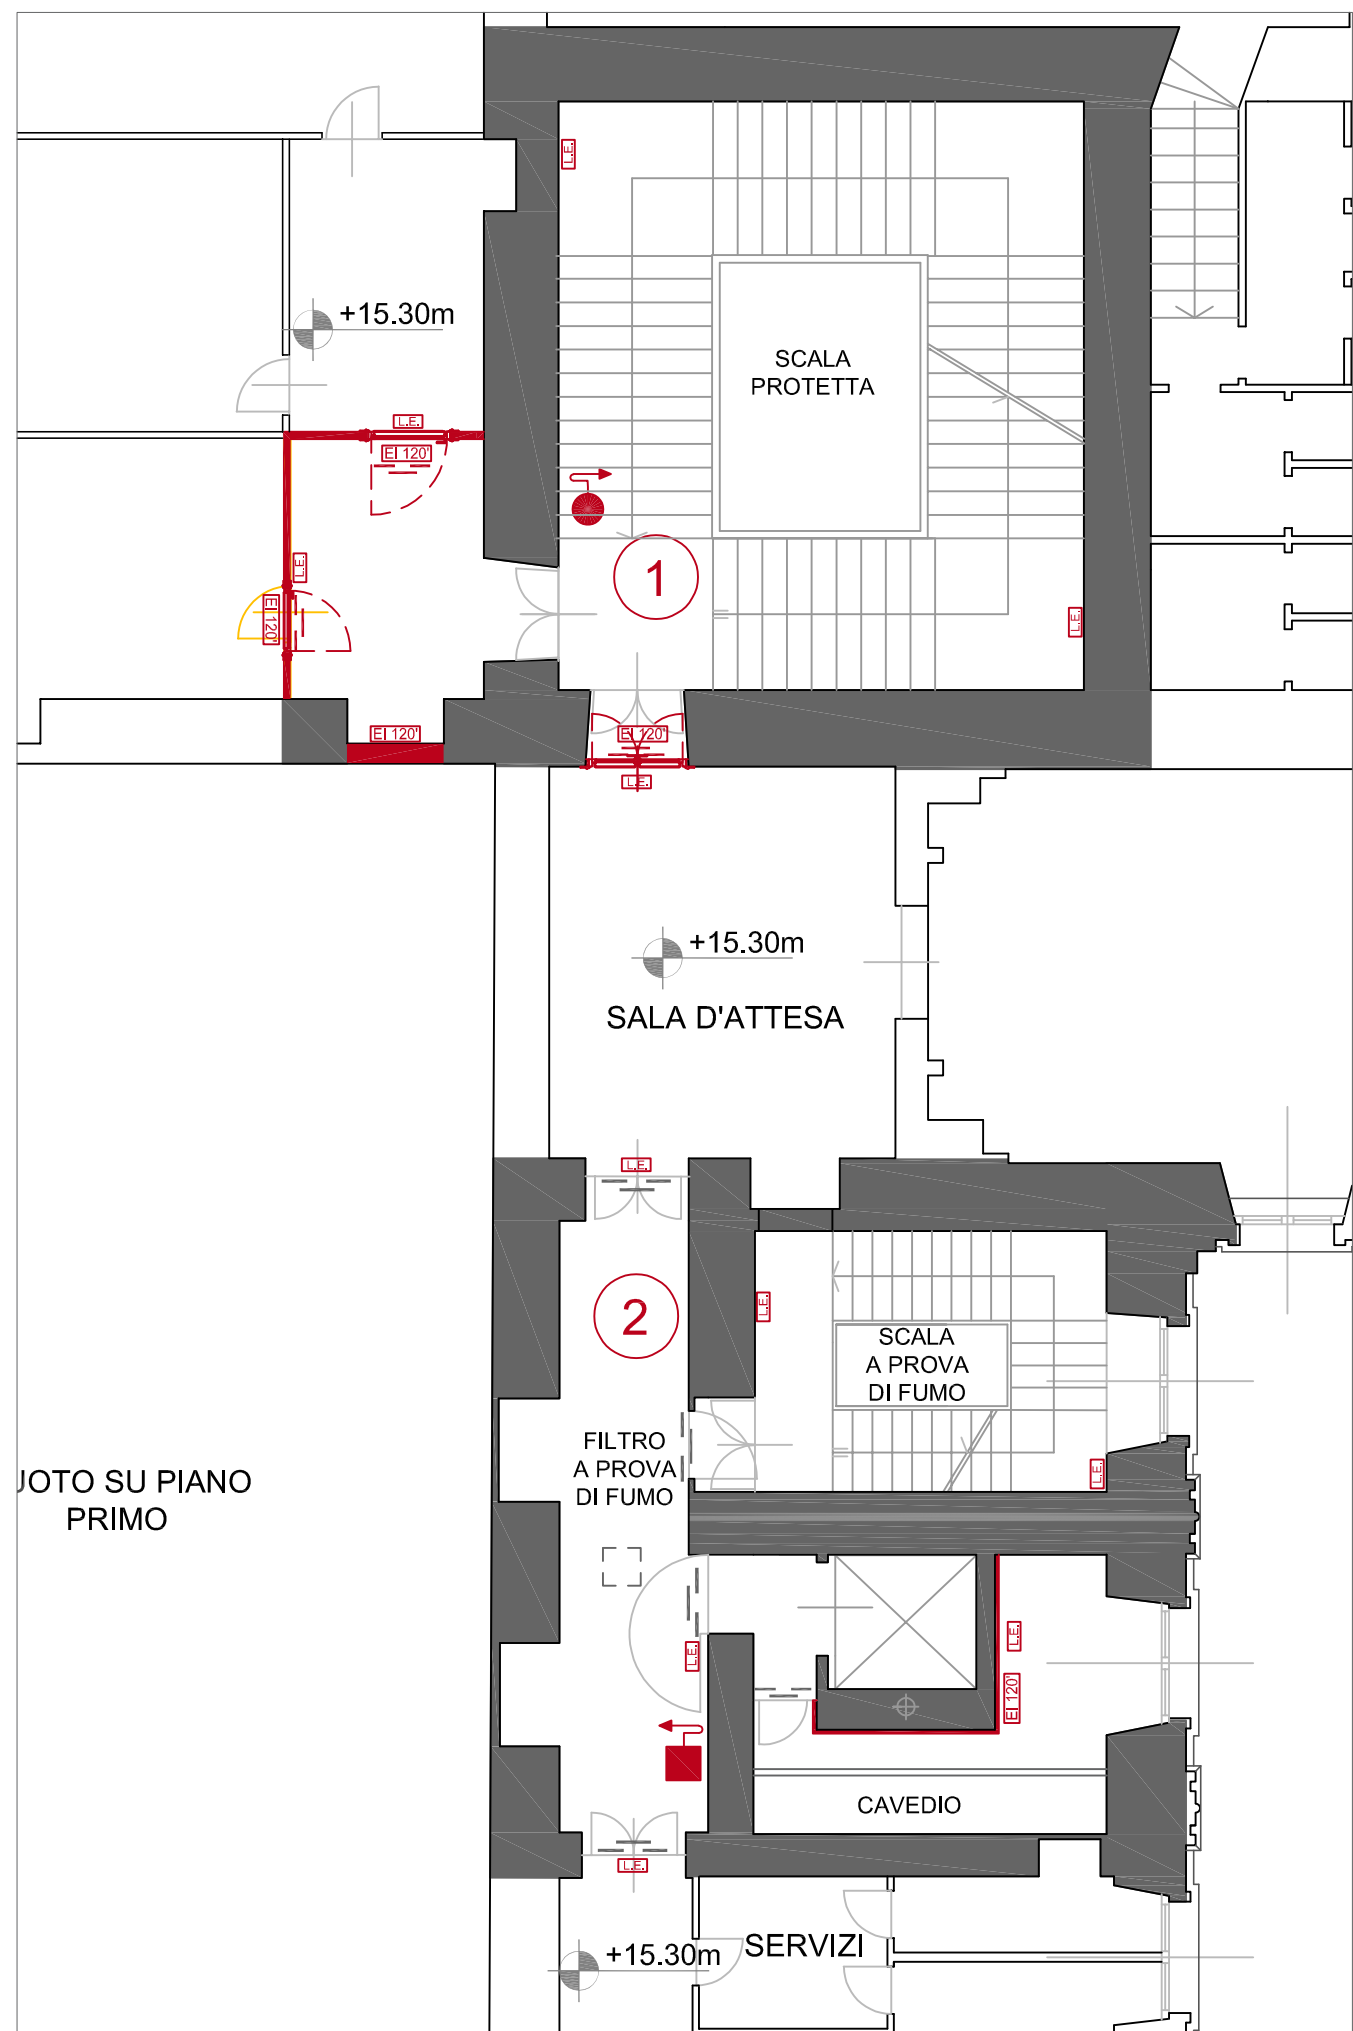 L.E.
+15.30m
SCALA
PROTETTA
L.E.
EI 120'
L.E.
EI 120'
1
L.E.
EI 120'
EI 120'
L.E.
+15.30m
SALA D'ATTESA
L.E.
2
L.E.
SCALA
A PROVA
DI FUMO
FILTRO
A PROVA
DI FUMO
L.E.
UOTO SU PIANO
PRIMO
L.E.
L.E.
EI 120'
CAVEDIO
L.E.
SERVIZI
+15.30m